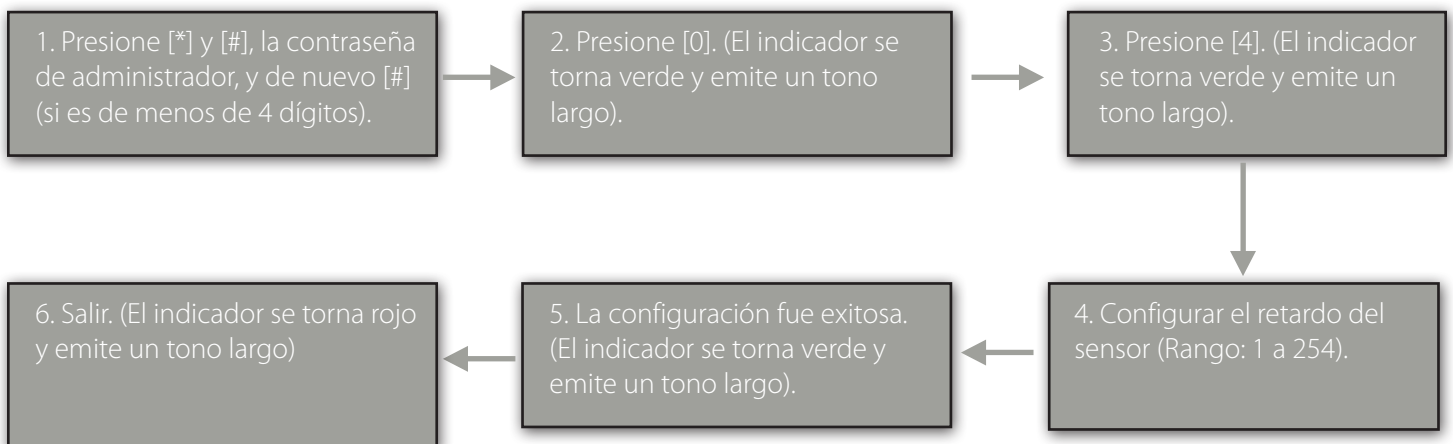 1. Presione [*] y [#], la contraseña
de administrador, y de nuevo [#]
(si es de menos de 4 dígitos).
2. Presione [0]. (El indicador se
torna verde y emite un tono
largo).
3. Presione [4]. (El indicador
se torna verde y emite un
tono largo).
4. Configurar el retardo del
sensor (Rango: 1 a 254).
5. La configuración fue exitosa.
(El indicador se torna verde y
emite un tono largo).
6. Salir. (El indicador se torna rojo
y emite un tono largo)